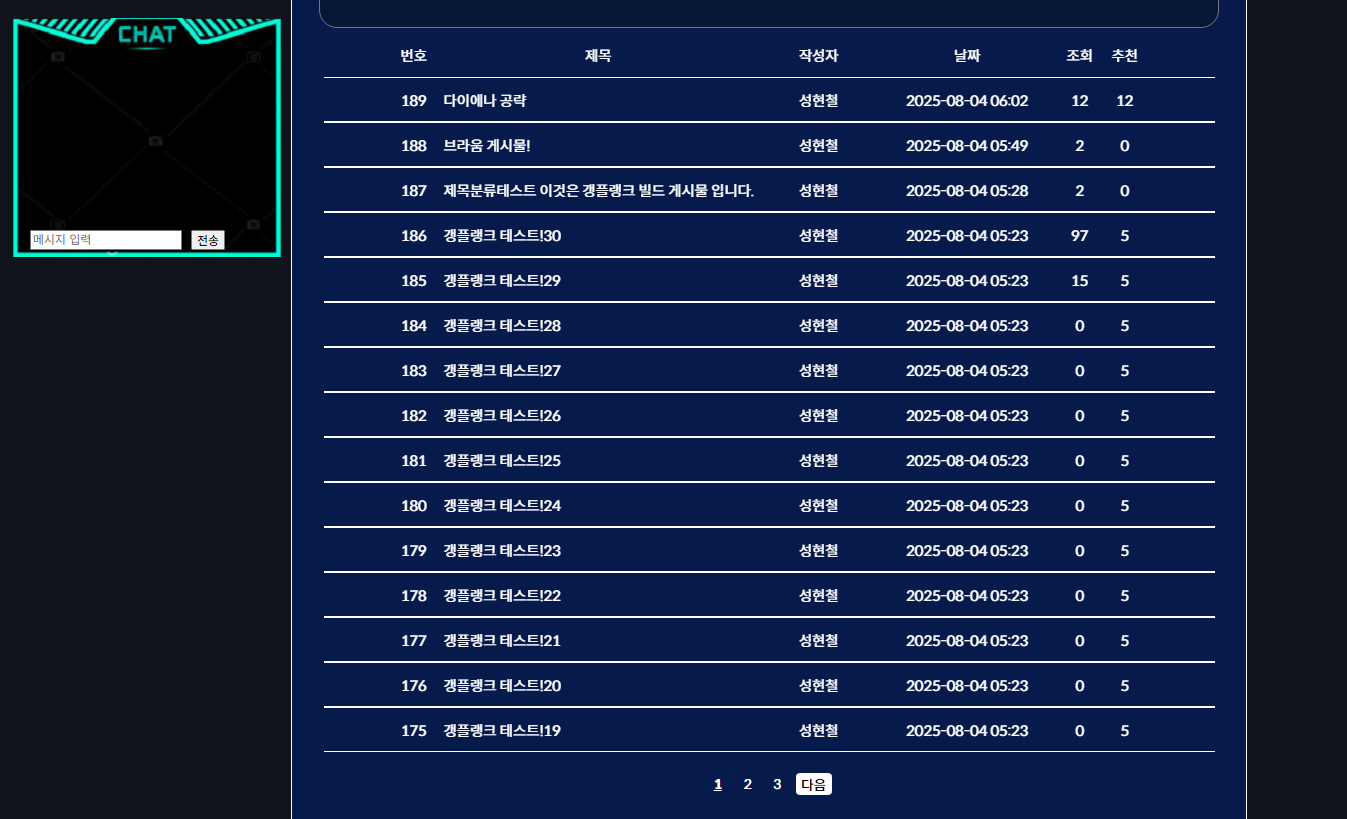 CHAT
메시지 입력 전송
번호 제목 작성자 날짜 조회 추천
189 다이에나 공략 성현철 2025-08-04 06:02 12 12
188 브라움 게시물! 성현철 2025-08-04 05:49 2 0
187 제목분류테스트 이것은 갱플랭크 빌드 게시물 입니다. 성현철 2025-08-04 05:28 2 0
186 갱플랭크 테스트!30 성현철 2025-08-04 05:23 97 5
185 갱플랭크 테스트!29 성현철 2025-08-04 05:23 15 5
184 갱플랭크 테스트!28 성현철 2025-08-04 05:23 0 5
183 갱플랭크 테스트!27 성현철 2025-08-04 05:23 0 5
182 갱플랭크 테스트!26 성현철 2025-08-04 05:23 0 5
181 갱플랭크 테스트!25 성현철 2025-08-04 05:23 0 5
180 갱플랭크 테스트!24 성현철 2025-08-04 05:23 0 5
179 갱플랭크 테스트!23 성현철 2025-08-04 05:23 0 5
178 갱플랭크 테스트!22 성현철 2025-08-04 05:23 0 5
177 갱플랭크 테스트!21 성현철 2025-08-04 05:23 0 5
176 갱플랭크 테스트!20 성현철 2025-08-04 05:23 0 5
175 갱플랭크 테스트!19 성현철 2025-08-04 05:23 0 5
1 2 3 다음